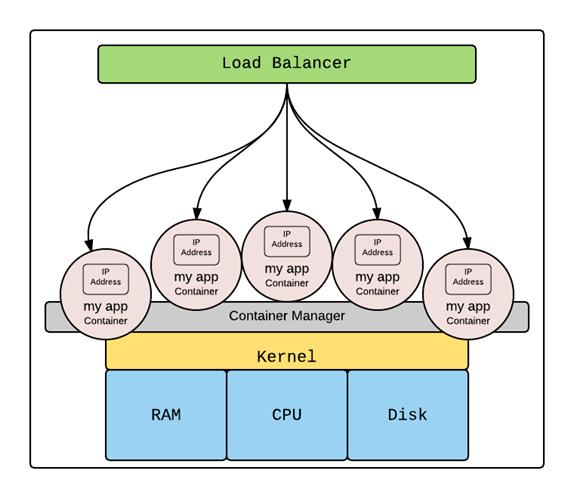 Load Balancer
IP
Address
my app
Container
IP
Address
my app
Container
IP
Address
my app
Container
IP
Address
my app
Container
IP
Address
my app
Container
Container Manager
Kernel
RAM
CPU
Disk